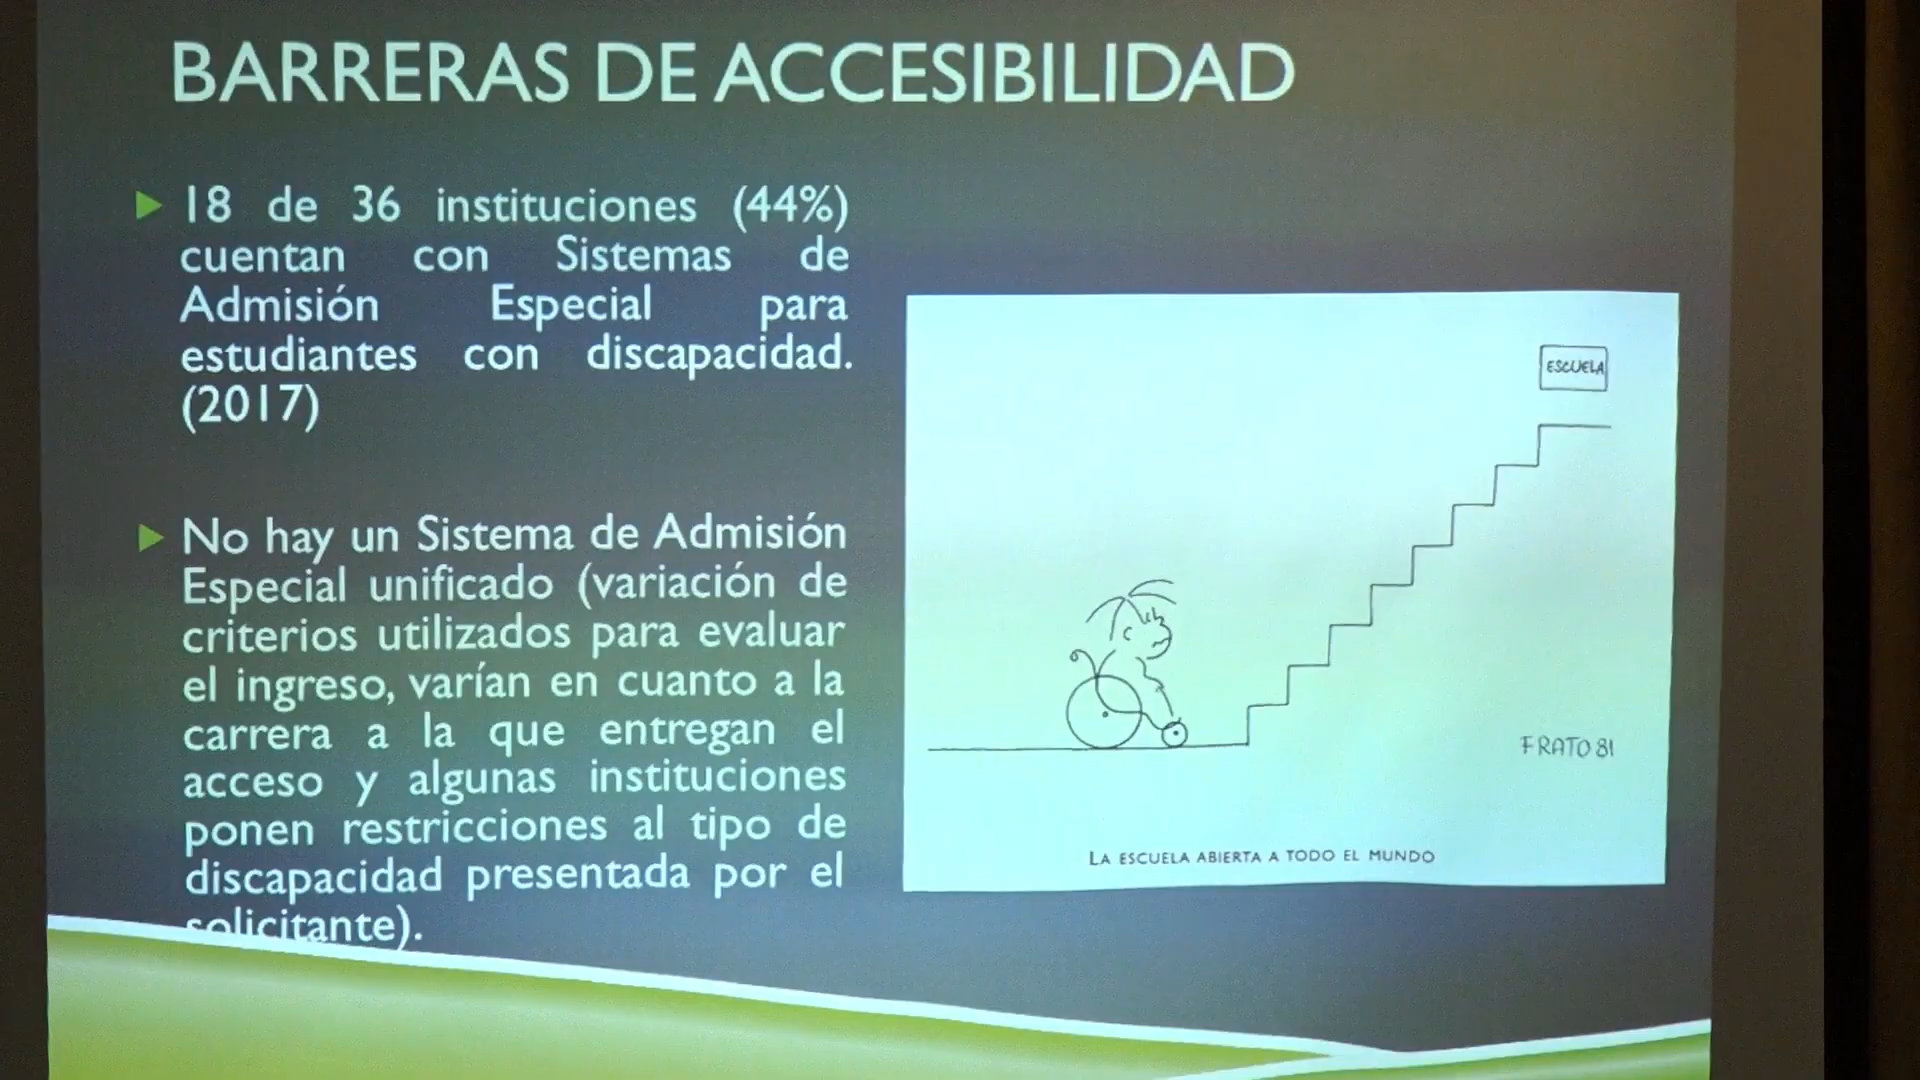 BARRERAS DE ACCESIBILIDAD
18 de 36 instituciones (44%)
cuentan con Sistemas de
Admisión Especial para
estudiantes con discapacidad.
(2017)
No hay un Sistema de Admisión
Especial unificado (variación de
criterios utilizados para evaluar
el ingreso, varían en cuanto a la
carrera a la que entregan el
acceso y algunas instituciones
ponen restricciones al tipo de
discapacidad presentada por el
solicitante).
ESCUELA
FRATO 81
LA ESCUELA ABIERTA A TODO EL MUNDO